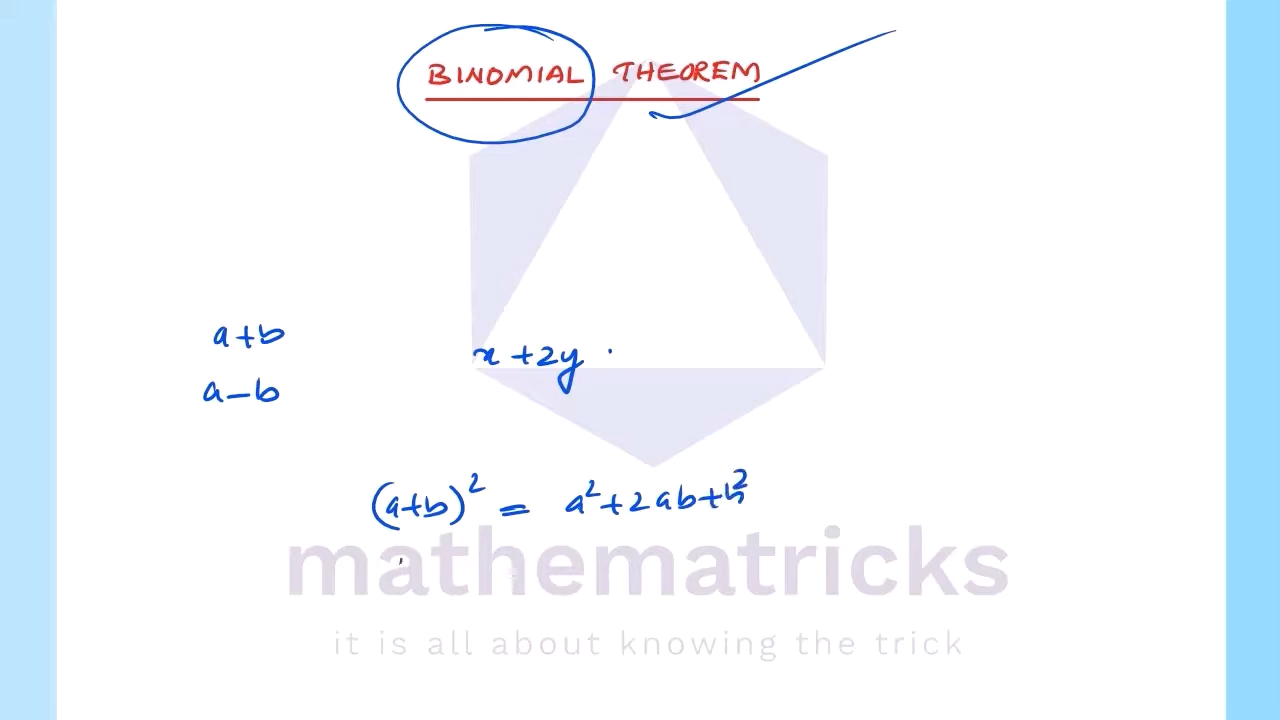 BINOMIAL THEOREM
a+b
x+2y
a-b
(a+b)² = a²+2ab+b²
mathematricks
it is all about knowing the trick